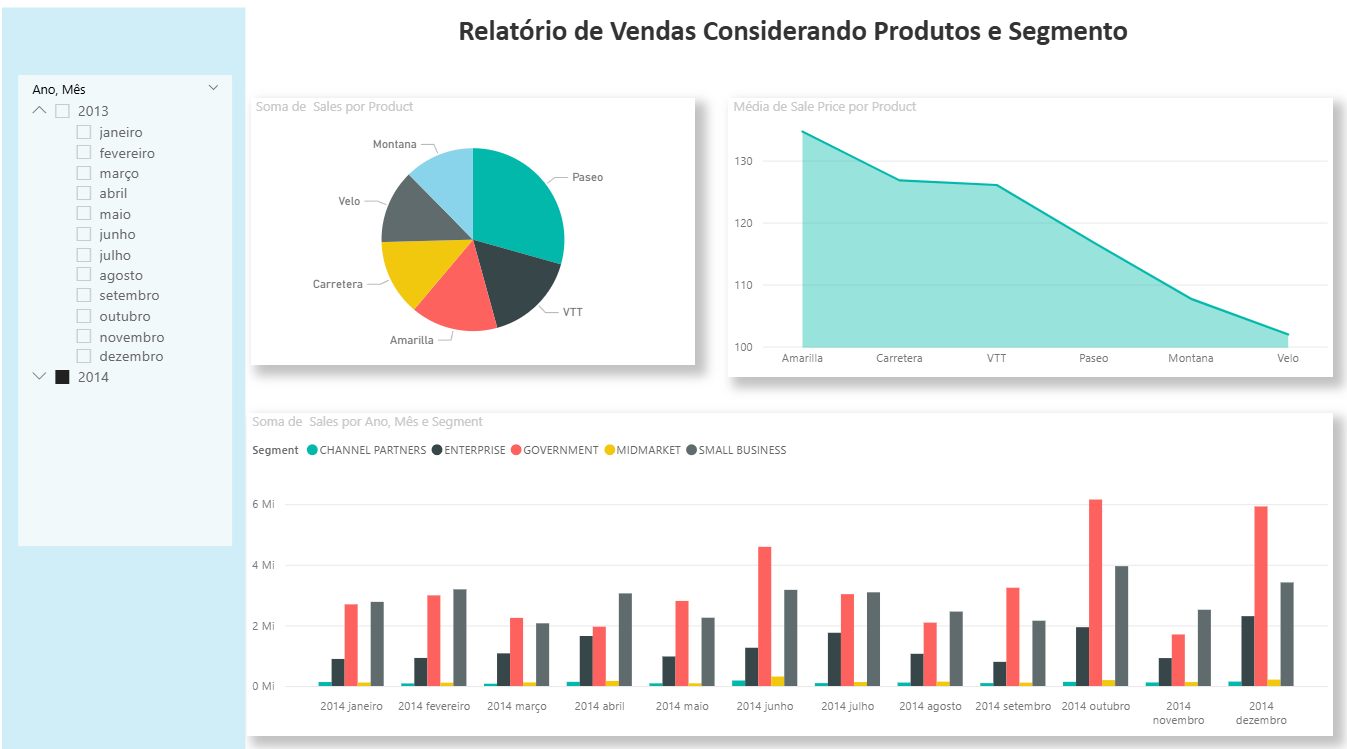 Relatório de Vendas Considerando Produtos e Segmento
Ano, Mês
2013
janeiro
fevereiro
março
abril
maio
junho
julho
agosto
setembro
outubro
novembro
dezembro
2014
Soma de  Sales por Product
Montana
Paseo
Velo
Carretera
VTT
Amarilla
Média de Sale Price por Product
130
120
110
100
Amarilla Carretera VTT Paseo Montana Velo
Soma de  Sales por Ano, Mês e Segment
Segment CHANNEL PARTNERS ENTERPRISE GOVERNMENT MIDMARKET SMALL BUSINESS
6 Mi
4 Mi
2 Mi
0 Mi
2014 janeiro 2014 fevereiro 2014 março 2014 abril 2014 maio 2014 junho 2014 julho 2014 agosto 2014 setembro 2014 outubro 2014 novembro 2014 dezembro